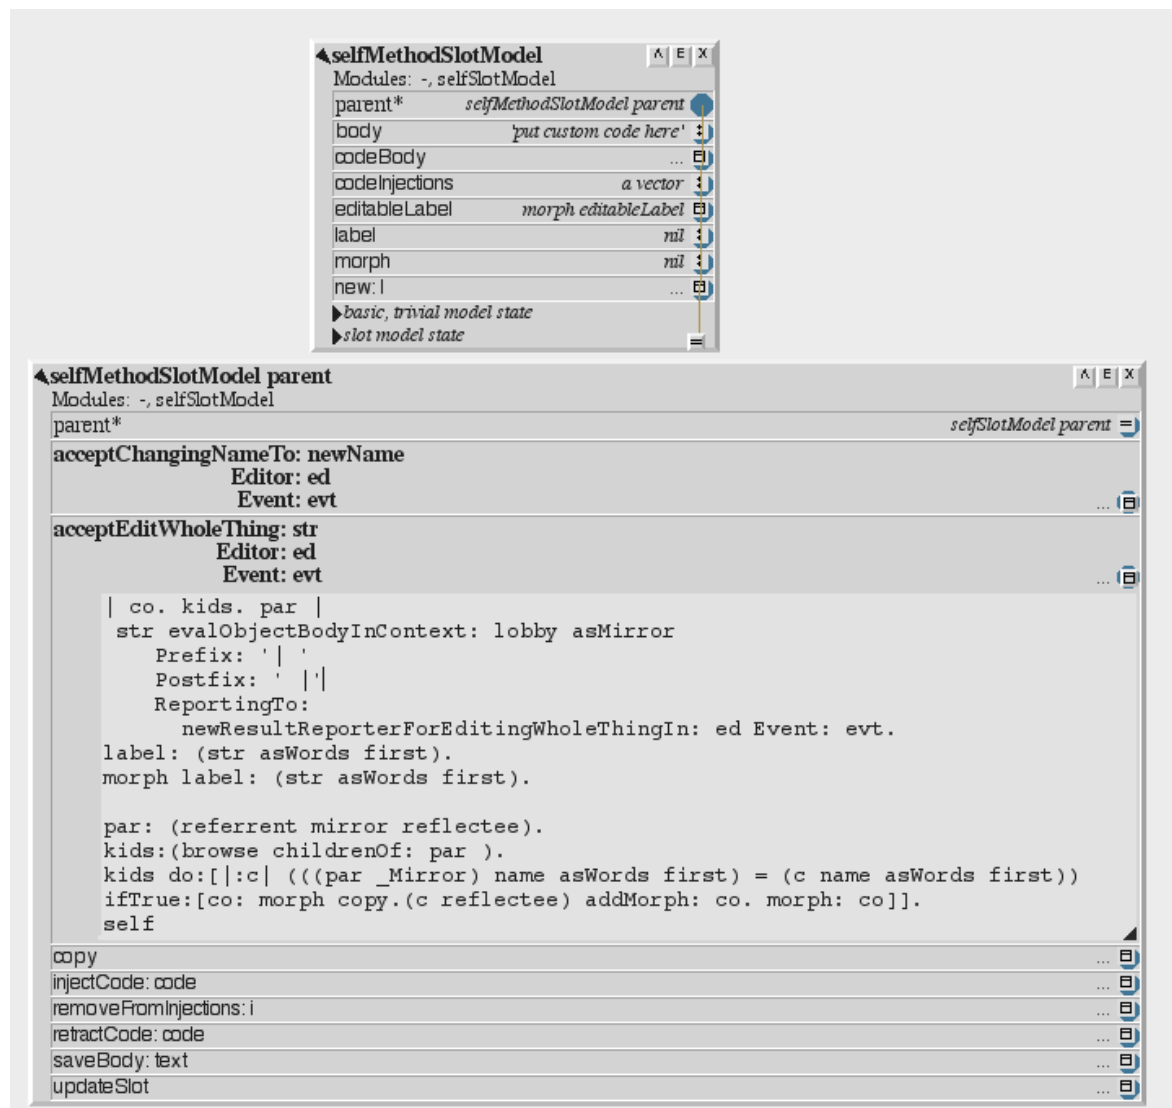 selfMethodSlotModel Λ E X
Modules: -, selfSlotModel
parent* selfMethodSlotModel parent
body 'put custom code here' :
codeBody ...
codeInjections a vector :
editableLabel morph editableLabel
label nil :
morph nil :
new: l ...
basic, trivial model state
slot model state =
selfMethodSlotModel parent Λ E X
Modules: -, selfSlotModel
parent* selfSlotModel parent =
acceptChangingNameTo: newName
Editor: ed
Event: evt ...
acceptEditWholeThing: str
Editor: ed
Event: evt ...
| co. kids. par |
str evalObjectBodyInContext: lobby asMirror
Prefix: '| '
Postfix: ' |'
ReportingTo:
newResultReporterForEditingWholeThingIn: ed Event: evt.
label: (str asWords first).
morph label: (str asWords first).
par: (referrent mirror reflectee).
kids:(browse childrenOf: par ).
kids do:[|:c| (((par _Mirror) name asWords first) = (c name asWords first))
ifTrue:[co: morph copy.(c reflectee) addMorph: co. morph: co]].
self
copy ...
injectCode: code ...
removeFromInjections: i ...
retractCode: code ...
saveBody: text ...
updateSlot ...